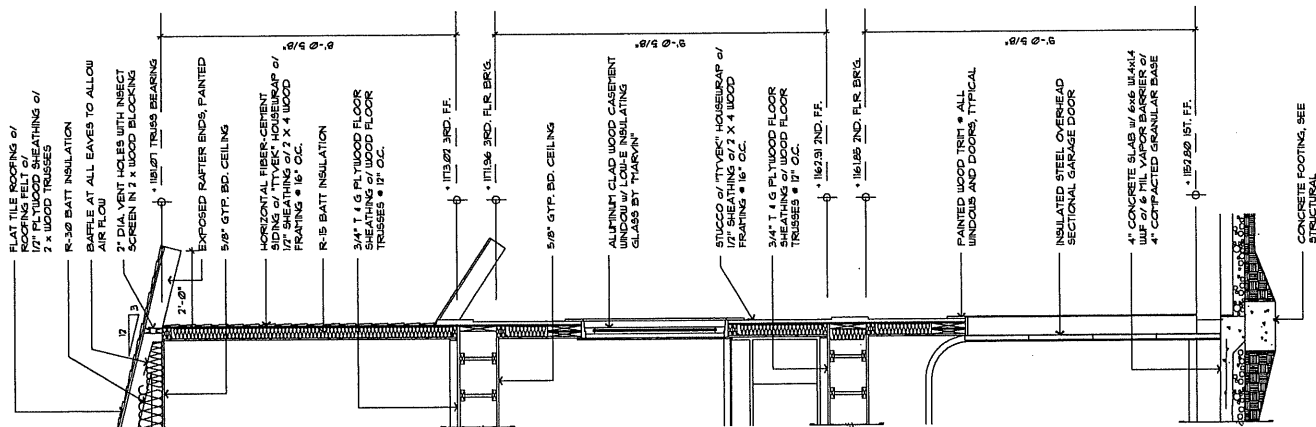 FLAT TILE ROOFING o/
ROOFING FELT o/
1/2" PLYWOOD SHEATHING o/
2 x WOOD TRUSSES
R-30 BATT INSULATION
BAFFLE AT ALL EAVES TO ALLOW
AIR FLOW
2" DIA. VENT HOLES WITH INSECT
SCREEN IN 2 x WOOD BLOCKING
+ 1181.07 TRUSS BEARING
12
3
2'-0"
EXPOSED RAFTER ENDS, PAINTED
5/8" GYP. BD. CEILING
8'-0 5/8"
HORIZONTAL FIBER-CEMENT
SIDING o/ "TYVEK" HOUSEWRAP o/
1/2" SHEATHING o/ 2 X 4 WOOD
FRAMING @ 16" O.C.
R-15 BATT INSULATION
3/4" T & G PLYWOOD FLOOR
SHEATHING o/ WOOD FLOOR
TRUSSES @ 12" O.C.
+ 1173.02 3RD. F.F.
+ 1171.96 3RD. FLR. BR'G.
5/8" GYP. BD. CEILING
9'-0 5/8"
ALUMINUM CLAD WOOD CASEMENT
WINDOW w/ LOW-E INSULATING
GLASS BY "MARVIN"
STUCCO o/ "TYVEK" HOUSEWRAP o/
1/2" SHEATHING o/ 2 X 4 WOOD
FRAMING @ 16" O.C.
3/4" T & G PLYWOOD FLOOR
SHEATHING o/ WOOD FLOOR
TRUSSES @ 12" O.C.
+ 1162.91 2ND. F.F.
+ 1161.85 2ND. FLR. BR'G.
9'-0 5/8"
PAINTED WOOD TRIM @ ALL
WINDOWS AND DOORS, TYPICAL
INSULATED STEEL OVERHEAD
SECTIONAL GARAGE DOOR
+ 1152.80 1ST. F.F.
4" CONCRETE SLAB w/ 6x6 W1.4x1.4
WWF o/ 6 MIL VAPOR BARRIER o/
4" COMPACTED GRANULAR BASE
CONCRETE FOOTING, SEE
STRUCTURAL